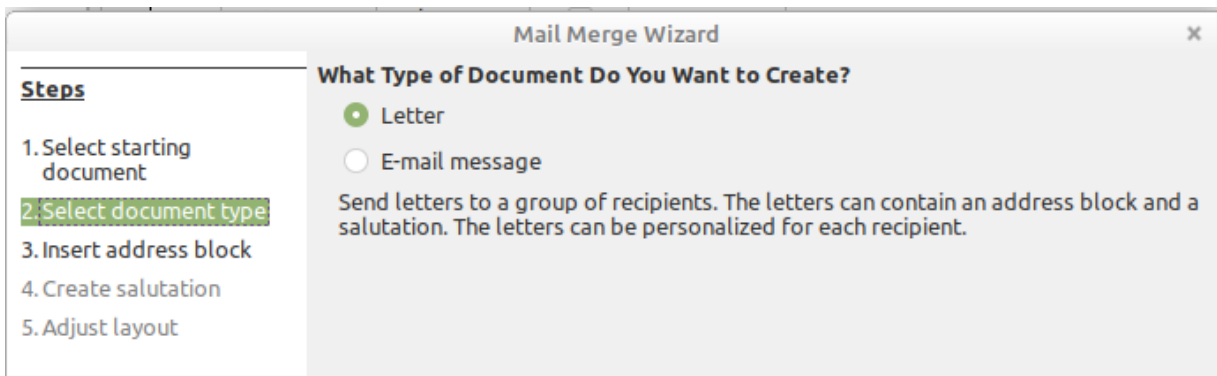 Mail Merge Wizard
Steps
1. Select starting
document
2. Select document type
3. Insert address block
4. Create salutation
5. Adjust layout
What Type of Document Do You Want to Create?
Letter
E-mail message
Send letters to a group of recipients. The letters can contain an address block and a
salutation. The letters can be personalized for each recipient.